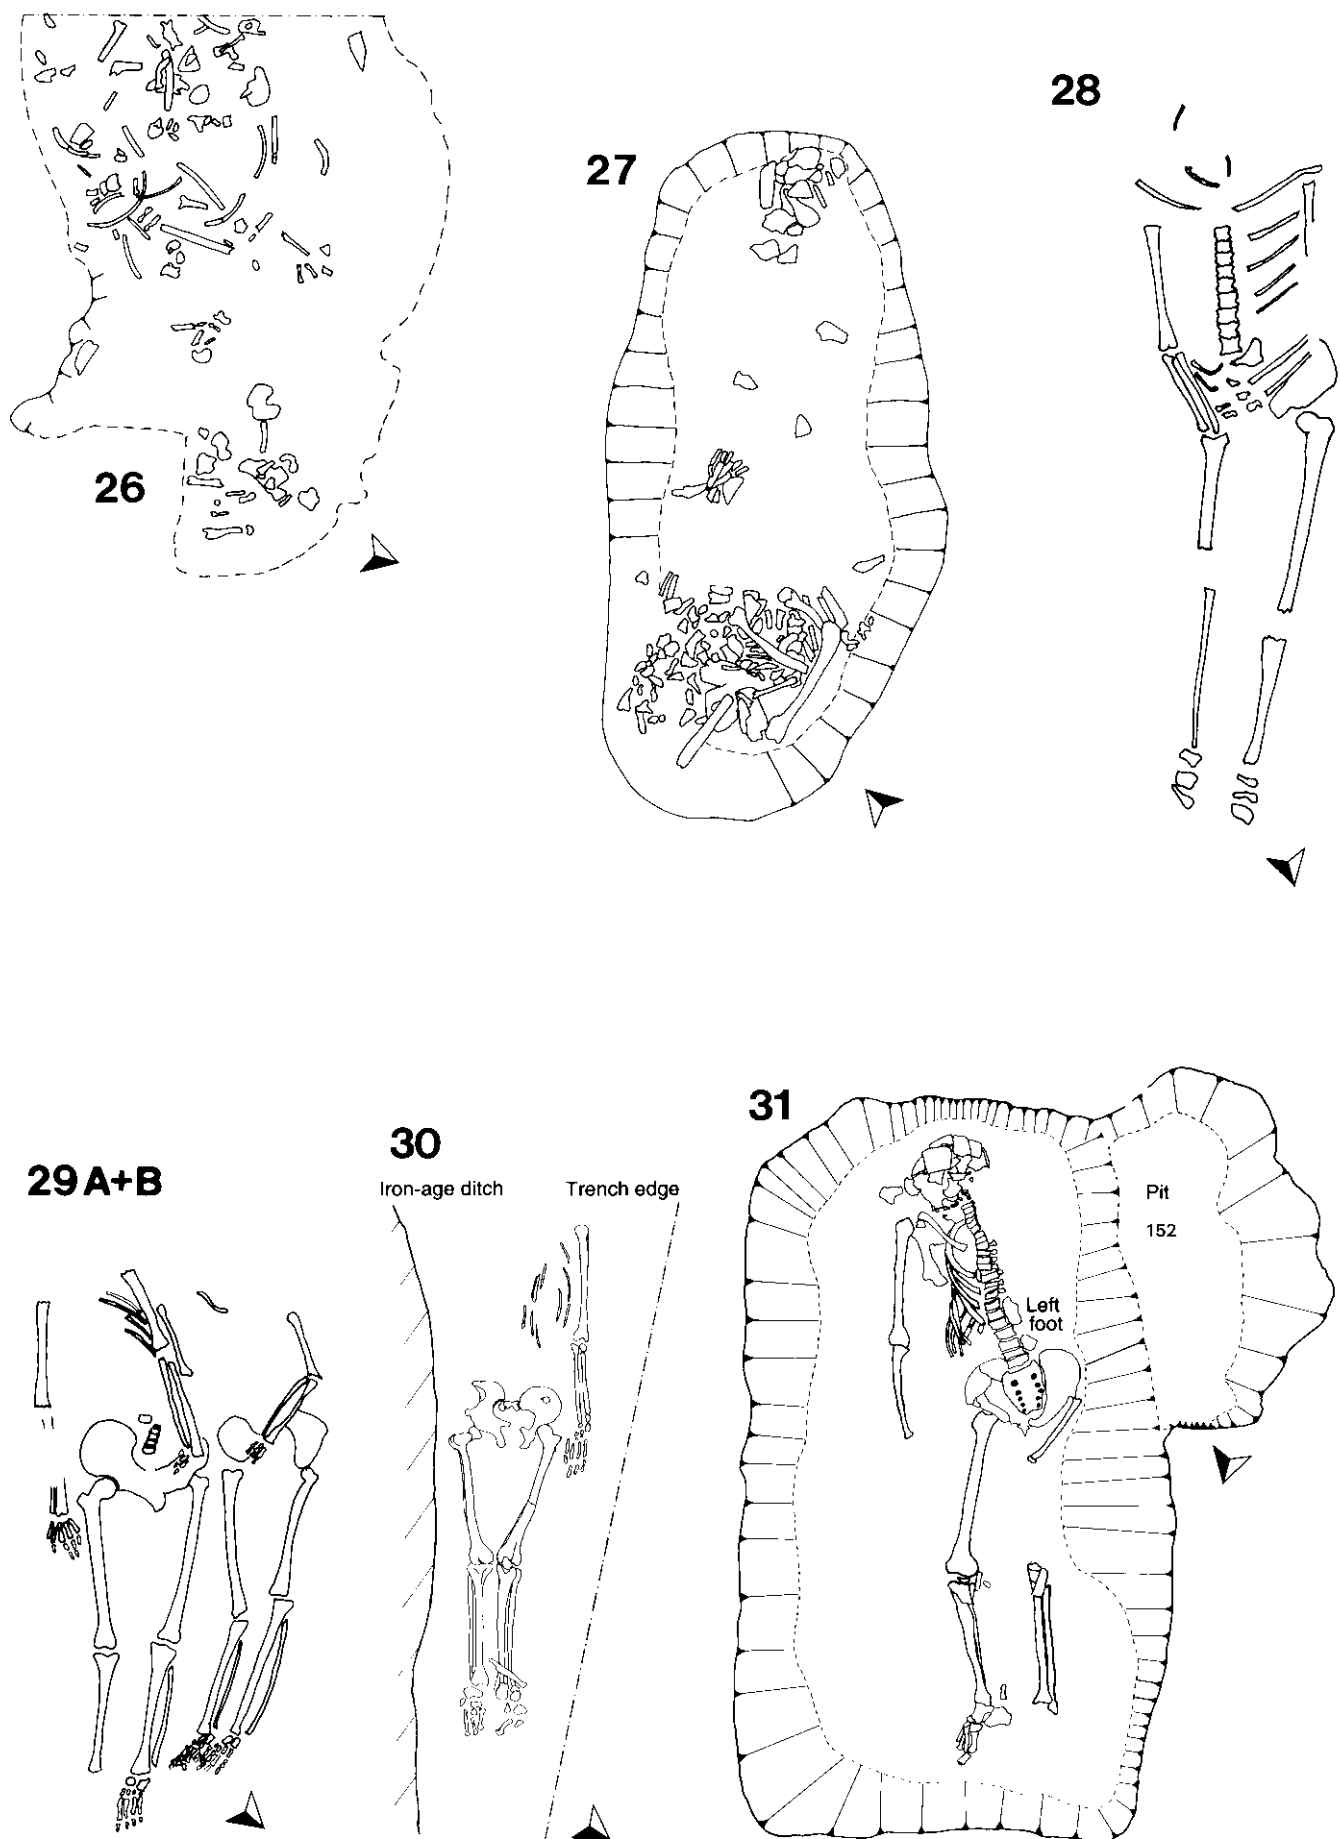 26
27
28
29 A+B
30
Iron-age ditch
Trench edge
31
Pit
152
Left
foot